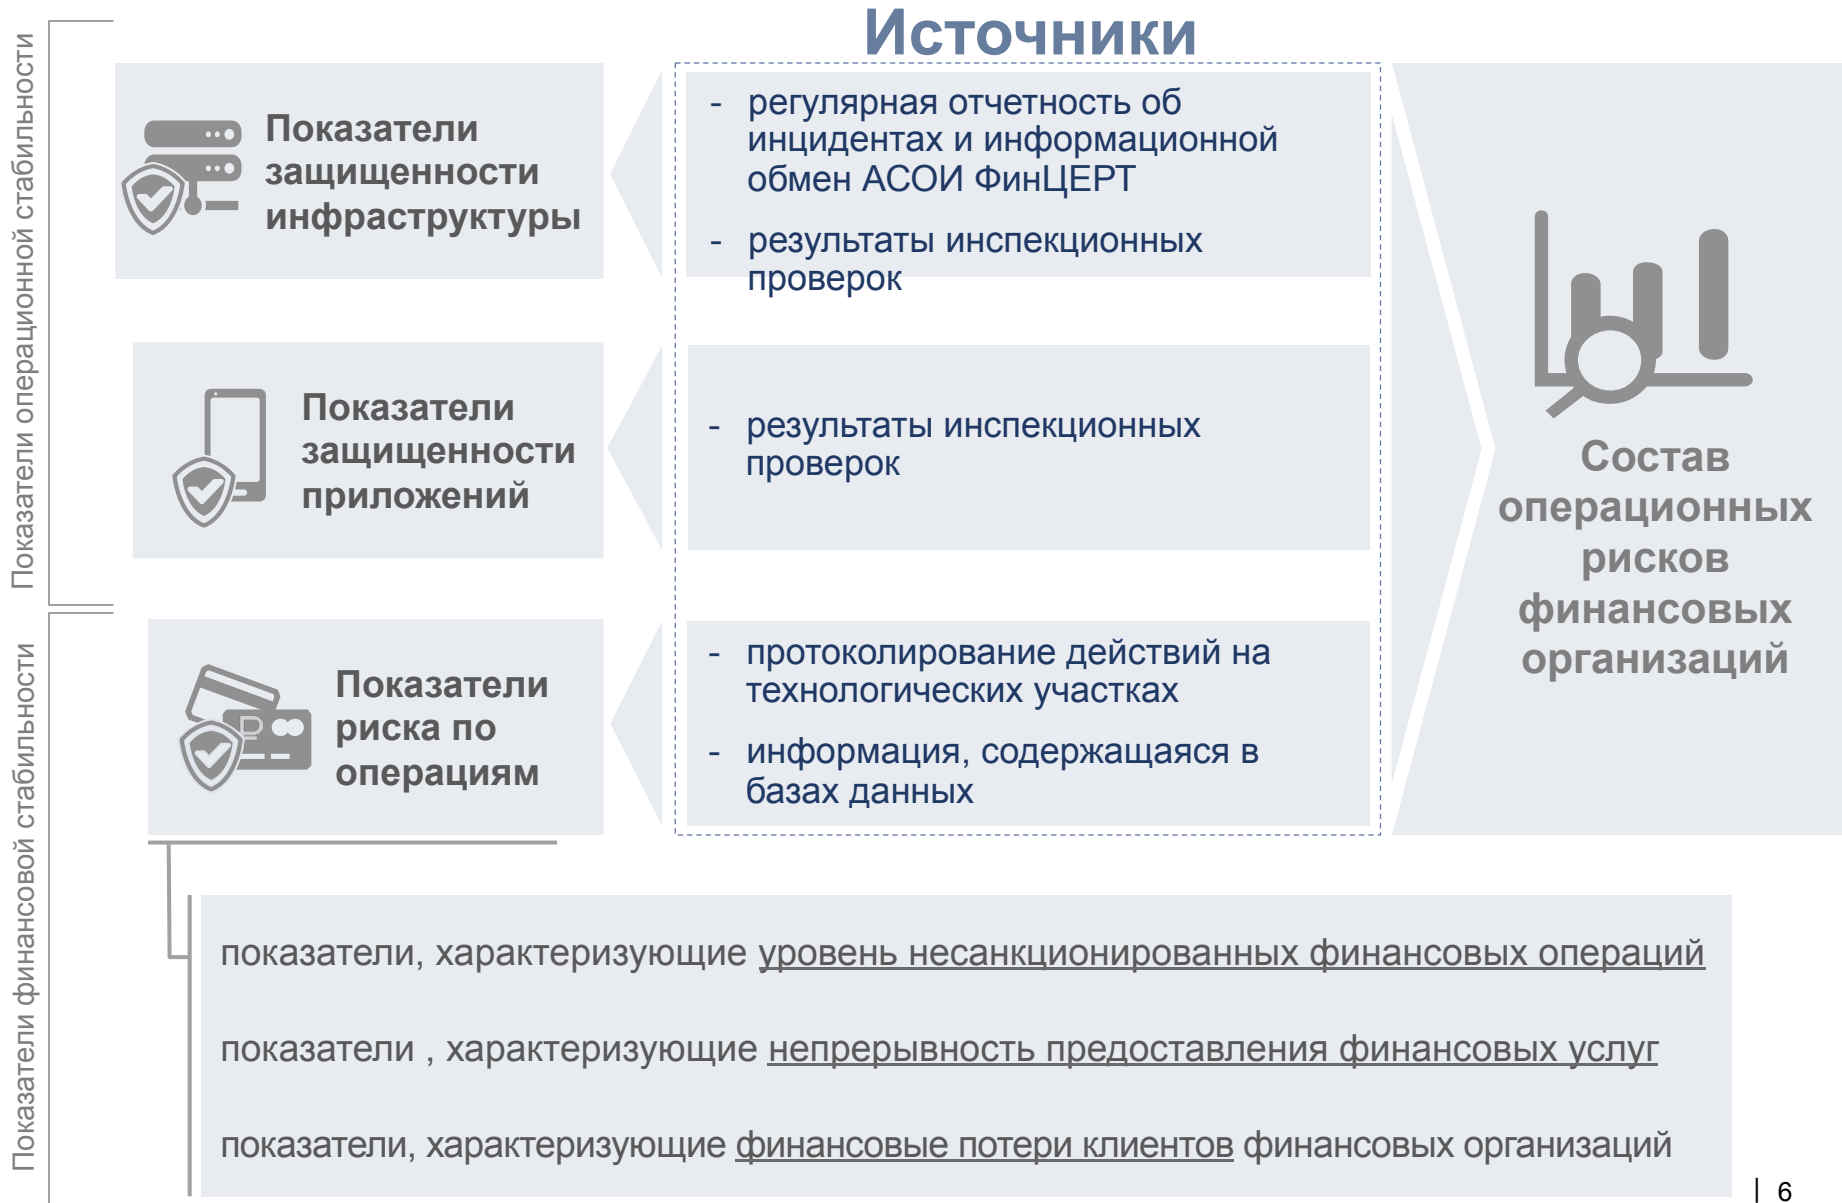 Источники
Показатели операционной стабильности
Показатели
защищенности
инфраструктуры
- регулярная отчетность об
инцидентах и информационной
обмен АСОИ ФинЦЕРТ
- результаты инспекционных
проверок
Показатели
защищенности
приложений
- результаты инспекционных
проверок
Показатели финансовой стабильности
Показатели
риска по
операциям
- протоколирование действий на
технологических участках
- информация, содержащаяся в
базах данных
Состав
операционных
рисков
финансовых
организаций
показатели, характеризующие уровень несанкционированных финансовых операций
показатели , характеризующие непрерывность предоставления финансовых услуг
показатели, характеризующие финансовые потери клиентов финансовых организаций
| 6